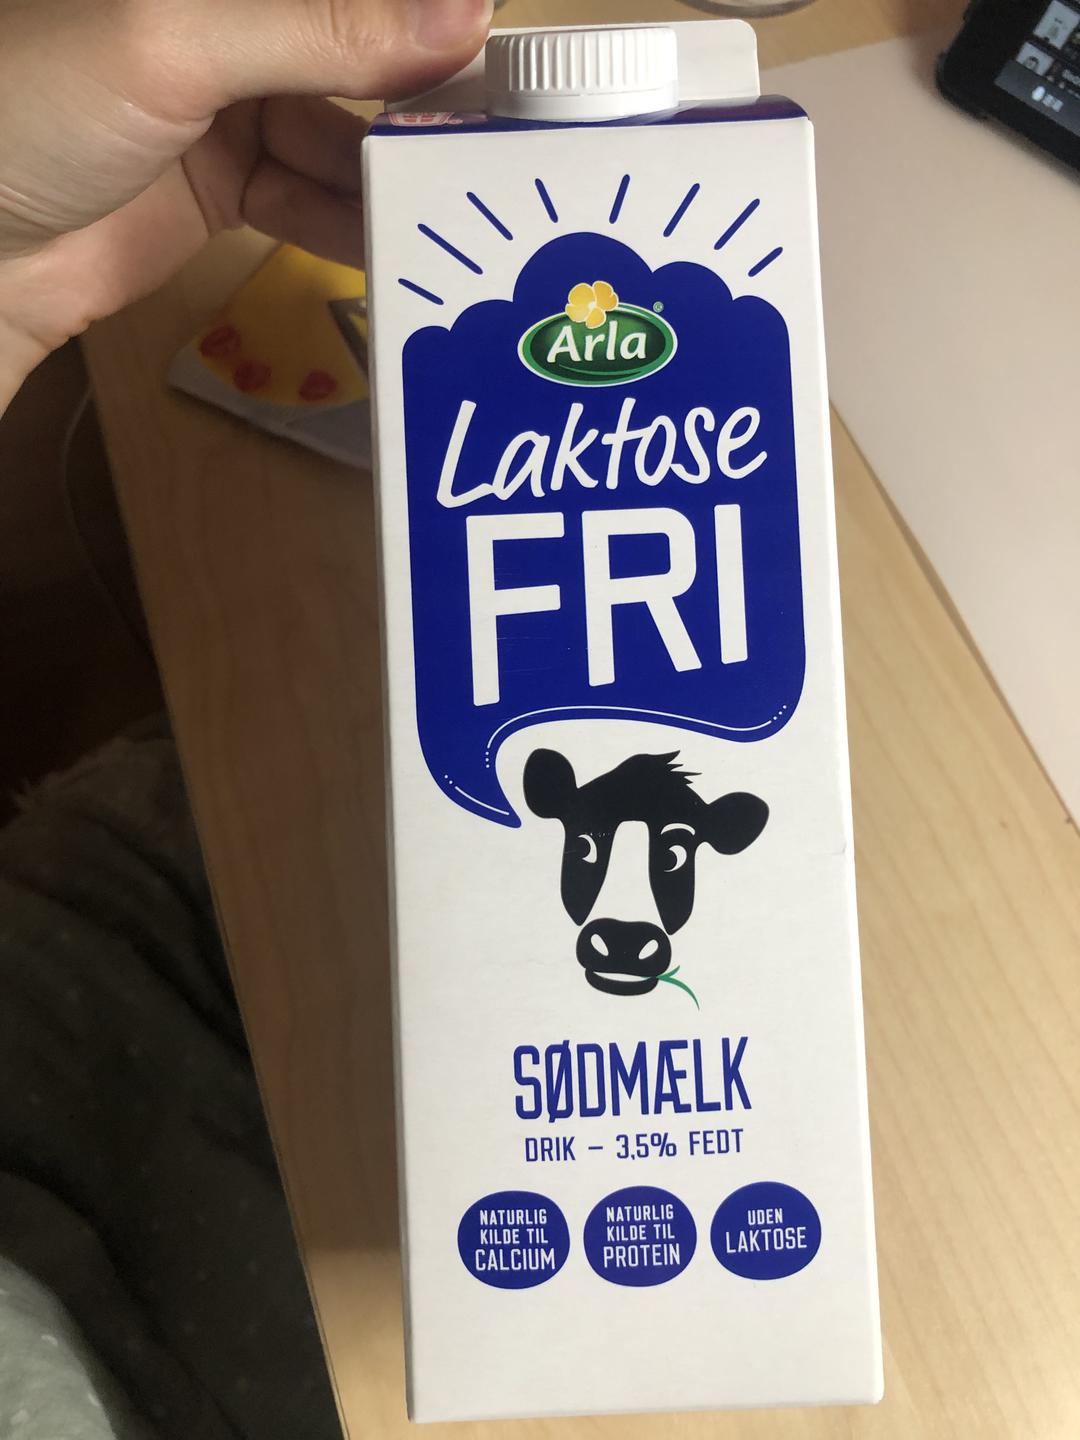 Arla
Laktose
FRI
SØDMÆLK
DRIK – 3,5% FEDT
NATURLIG
KILDE TIL
CALCIUM
NATURLIG
KILDE TIL
PROTEIN
UDEN
LAKTOSE